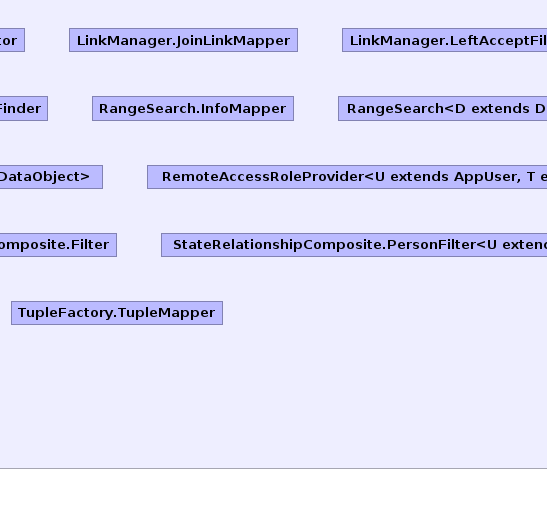 tor LinkManager.JoinLinkMapper LinkManager.LeftAcceptFil
Finder RangeSearch.InfoMapper RangeSearch<D extends D
DataObject> RemoteAccessRoleProvider<U extends AppUser, T e
omposite.Filter StateRelationshipComposite.PersonFilter<U extend
TupleFactory.TupleMapper